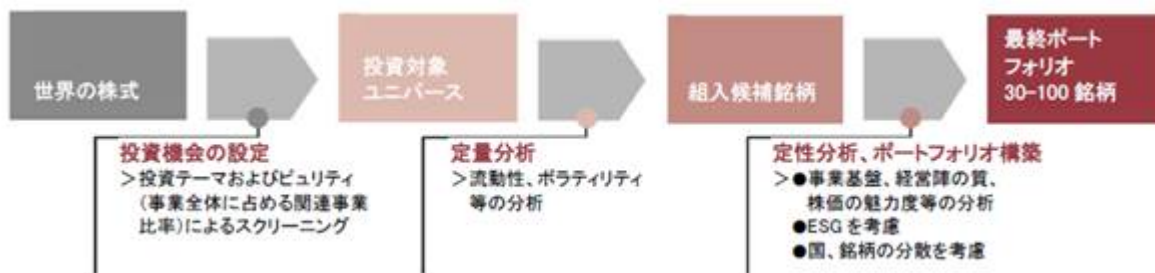 世界の株式
投資対象
ユニバース
組入候補銘柄
最終ポート
フォリオ
30-100 銘柄
投資機会の設定
＞投資テーマおよびピュリティ
（事業全体に占める関連事業
比率）によるスクリーニング
定量分析
＞流動性、ボラティリティ
等の分析
定性分析、ポートフォリオ構築
＞●事業基盤、経営陣の質、
株価の魅力度等の分析
●ESG を考慮
●国、銘柄の分散を考慮